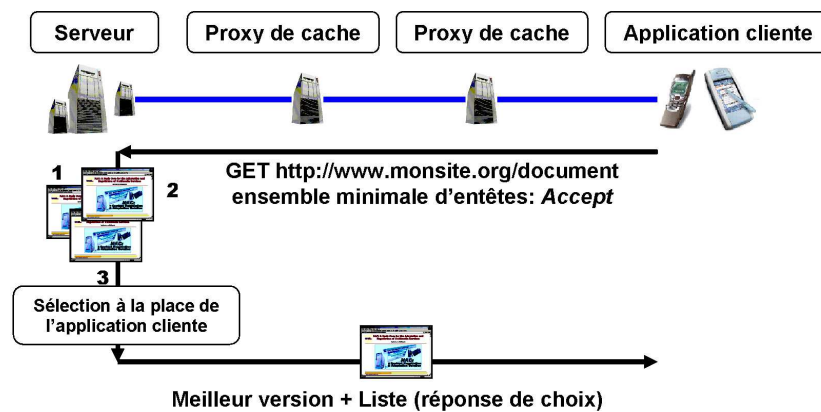 Serveur
Proxy de cache
Proxy de cache
Application cliente
GET http://www.monsite.org/document
ensemble minimale d'entêtes: Accept
1
2
3
Sélection à la place de
l'application cliente
Meilleur version + Liste (réponse de choix)